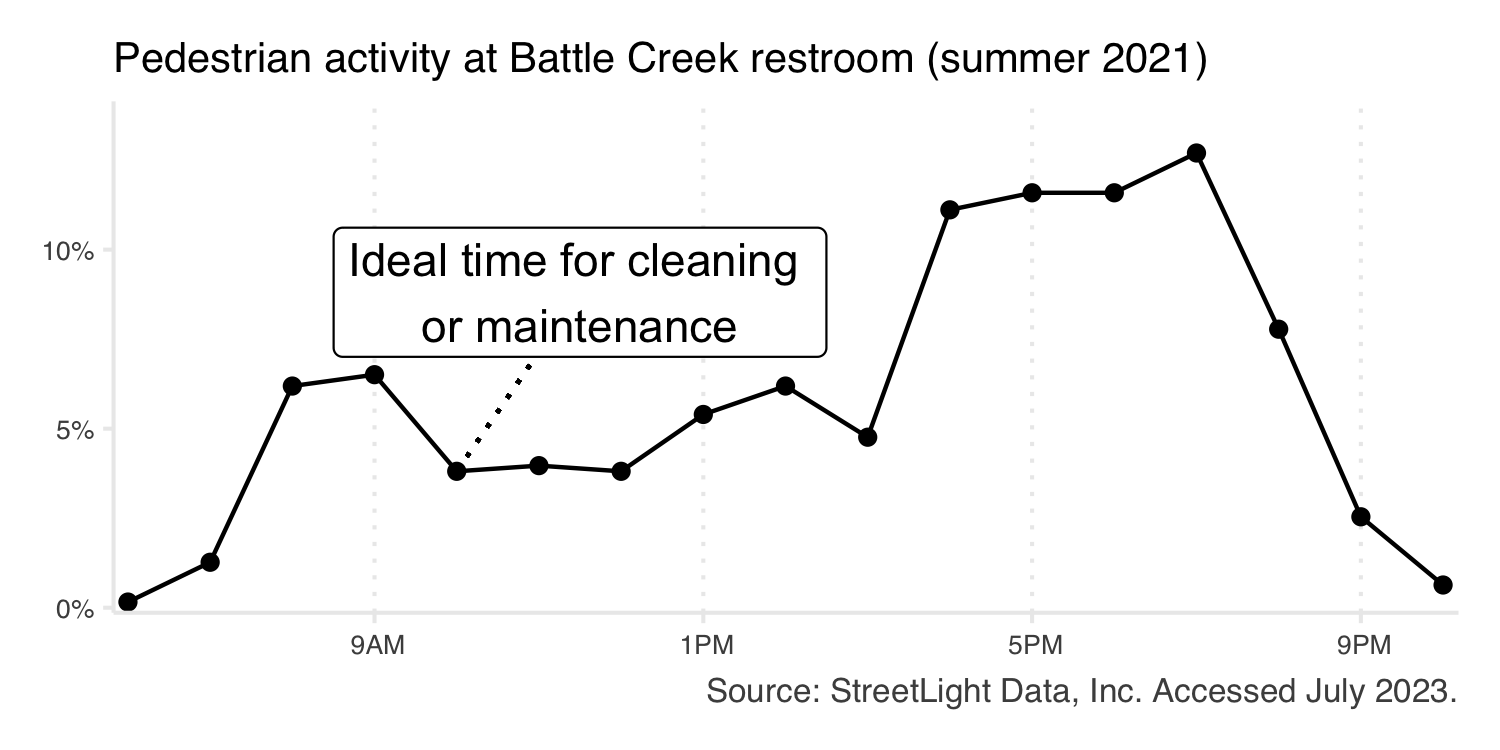 Pedestrian activity at Battle Creek restroom (summer 2021)
10%
5%
0%
Ideal time for cleaning
or maintenance
9AM
1PM
5PM
9PM
Source: StreetLight Data, Inc. Accessed July 2023.